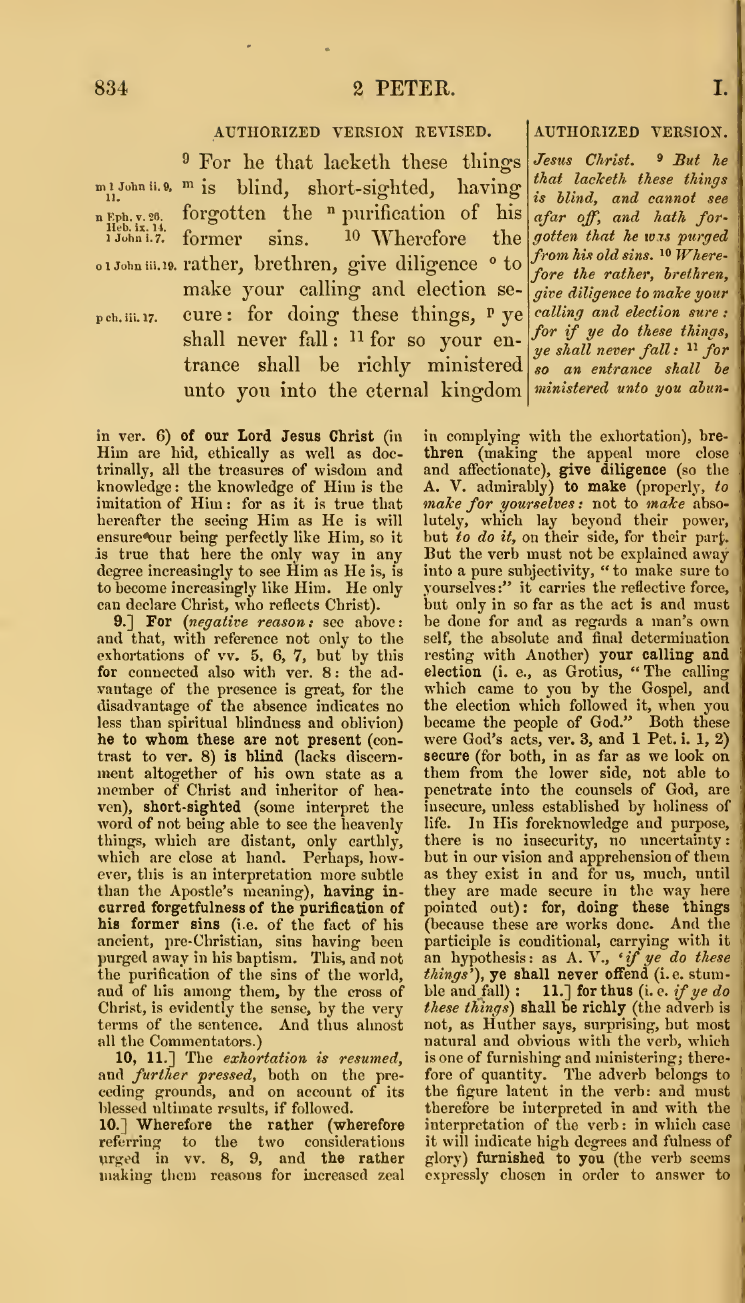 834
2 PETER.
I.
AUTHORIZED VERSION REVISED.
9 For he that lacketh these things
m is blind, short-sighted, having
forgotten the n purification of his
former sins. 10 Wherefore the
rather, brethren, give diligence o to
make your calling and election se-
cure: for doing these things, p ye
shall never fall: 11 for so your en-
trance shall be richly ministered
unto you into the eternal kingdom
m 1 John ii. 9,
11.
n Eph. v. 26.
Heb. ix. 14.
1 John i. 7.
o 1 John iii. 19.
p ch. iii. 17.
AUTHORIZED VERSION.
Jesus Christ. 9 But he
that lacketh these things
is blind, and cannot see
afar off, and hath for-
gotten that he was purged
from his old sins. 10 Where-
fore the rather, brethren,
give diligence to make your
calling and election sure:
for if ye do these things,
ye shall never fall: 11 for
so an entrance shall be
ministered unto you abun-
in ver. 6) of our Lord Jesus Christ (in
Him are hid, ethically as well as doc-
trinally, all the treasures of wisdom and
knowledge: the knowledge of Him is the
imitation of Him: for as it is true that
hereafter the seeing Him as He is will
ensure our being perfectly like Him, so it
is true that here the only way in any
degree increasingly to see Him as He is, is
to become increasingly like Him. He only
can declare Christ, who reflects Christ).
9.] For (negative reason: see above:
and that, with reference not only to the
exhortations of vv. 5, 6, 7, but by this
for connected also with ver. 8: the ad-
vantage of the presence is great, for the
disadvantage of the absence indicates no
less than spiritual blindness and oblivion)
he to whom these are not present (con-
trast to ver. 8) is blind (lacks discern-
ment altogether of his own state as a
member of Christ and inheritor of hea-
ven), short-sighted (some interpret the
word of not being able to see the heavenly
things, which are distant, only earthly,
which are close at hand. Perhaps, how-
ever, this is an interpretation more subtle
than the Apostle's meaning), having in-
curred forgetfulness of the purification of
his former sins (i.e. of the fact of his
ancient, pre-Christian, sins having been
purged away in his baptism. This, and not
the purification of the sins of the world,
and of his among them, by the cross of
Christ, is evidently the sense, by the very
terms of the sentence. And thus almost
all the Commentators.)
10, 11.] The exhortation is resumed,
and further pressed, both on the pre-
ceding grounds, and on account of its
blessed ultimate results, if followed.
10.] Wherefore the rather (wherefore
referring to the two considerations
urged in vv. 8, 9, and the rather
making them reasons for increased zeal
in complying with the exhortation), bre-
thren (making the appeal more close
and affectionate), give diligence (so the
A. V. admirably) to make (properly, to
make for yourselves: not to make abso-
lutely, which lay beyond their power,
but to do it, on their side, for their part.
But the verb must not be explained away
into a pure subjectivity, "to make sure to
yourselves:" it carries the reflective force,
but only in so far as the act is and must
be done for and as regards a man's own
self, the absolute and final determination
resting with Another) your calling and
election (i. e., as Grotius, "The calling
which came to you by the Gospel, and
the election which followed it, when you
became the people of God." Both these
were God's acts, ver. 3, and 1 Pet. i. 1, 2)
secure (for both, in as far as we look on
them from the lower side, not able to
penetrate into the counsels of God, are
insecure, unless established by holiness of
life. In His foreknowledge and purpose,
there is no insecurity, no uncertainty:
but in our vision and apprehension of them
as they exist in and for us, much, until
they are made secure in the way here
pointed out): for, doing these things
(because these are works done. And the
participle is conditional, carrying with it
an hypothesis: as A. V., 'if ye do these
things'), ye shall never offend (i. e. stum-
ble and fall): 11.] for thus (i. e. if ye do
these things) shall be richly (the adverb is
not, as Huther says, surprising, but most
natural and obvious with the verb, which
is one of furnishing and ministering; there-
fore of quantity. The adverb belongs to
the figure latent in the verb: and must
therefore be interpreted in and with the
interpretation of the verb: in which case
it will indicate high degrees and fulness of
glory) furnished to you (the verb seems
expressly chosen in order to answer to